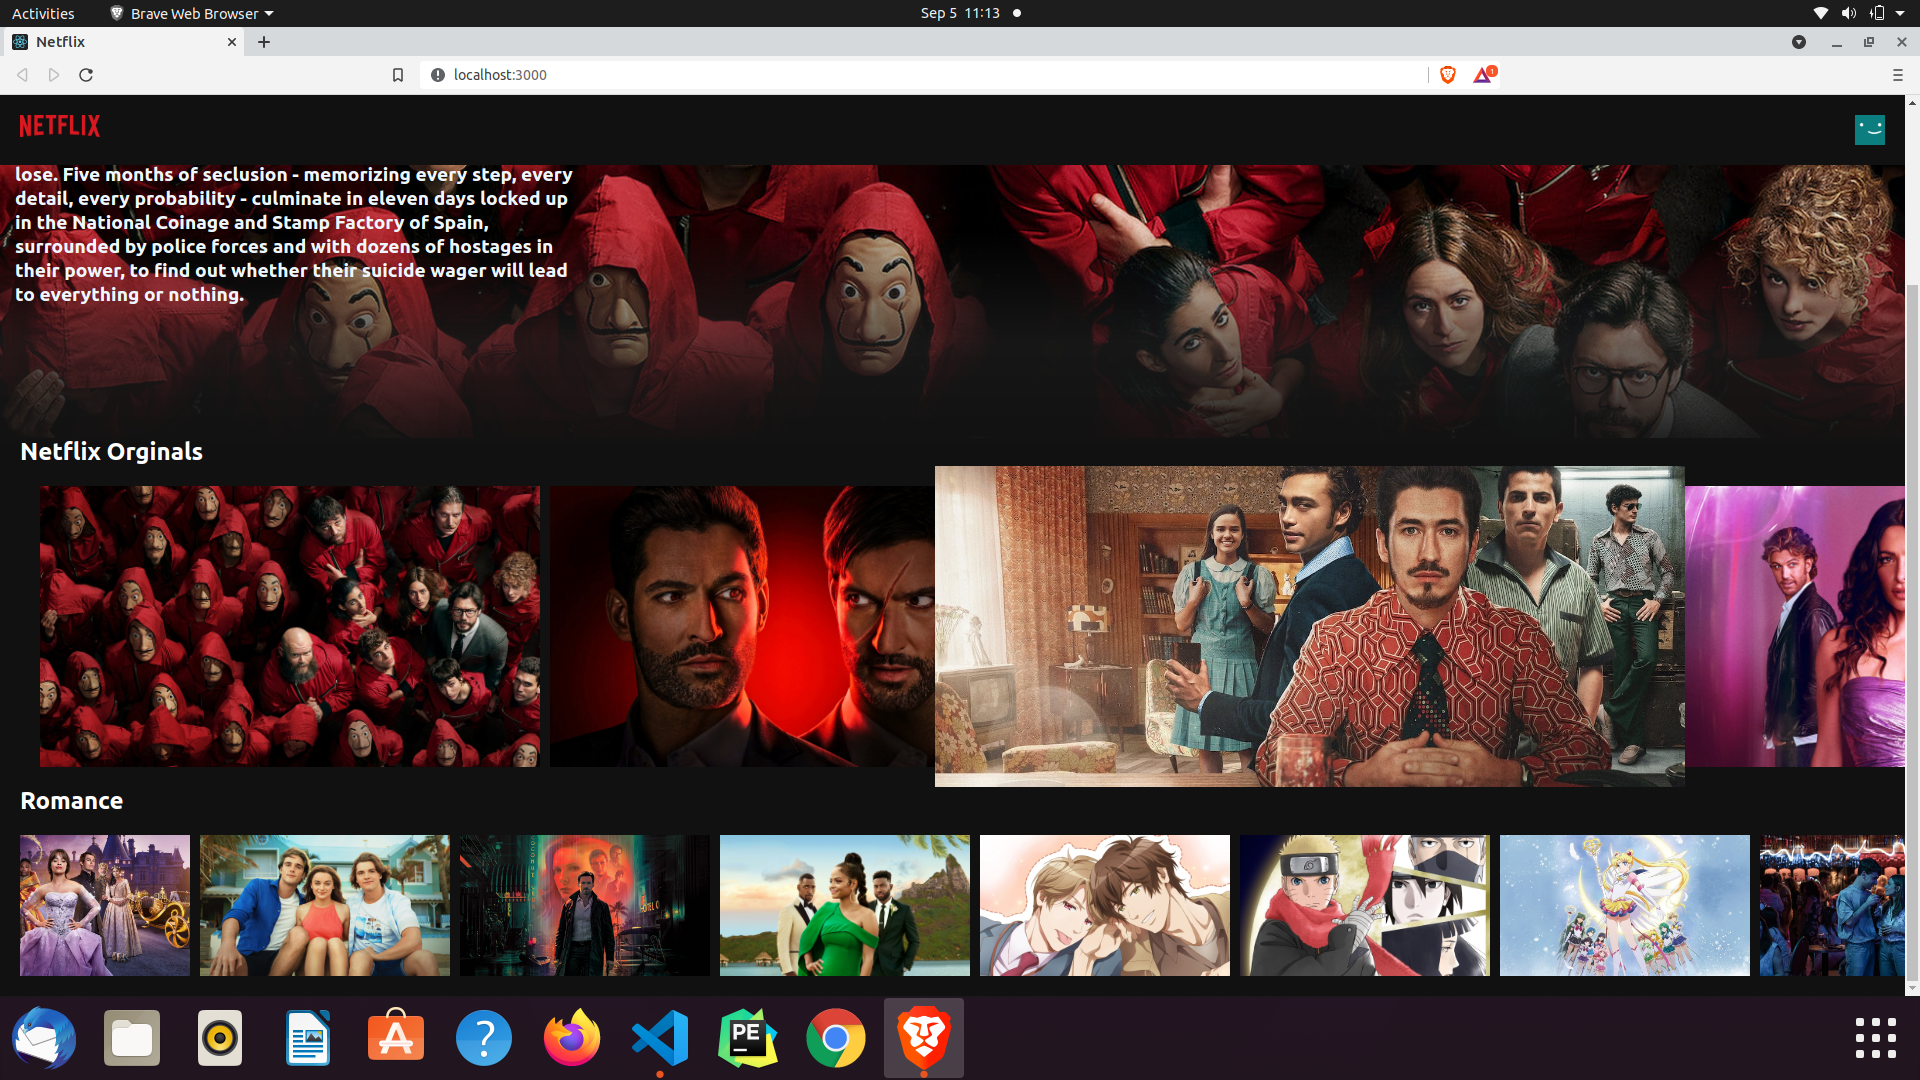 Activities
Brave Web Browser
Sep 5 11:13
Netflix
localhost:3000
1
NETFLIX
lose. Five months of seclusion - memorizing every step, every
detail, every probability - culminate in eleven days locked up
in the National Coinage and Stamp Factory of Spain,
surrounded by police forces and with dozens of hostages in
their power, to find out whether their suicide wager will lead
to everything or nothing.
Netflix Orginals
Romance
?
PE